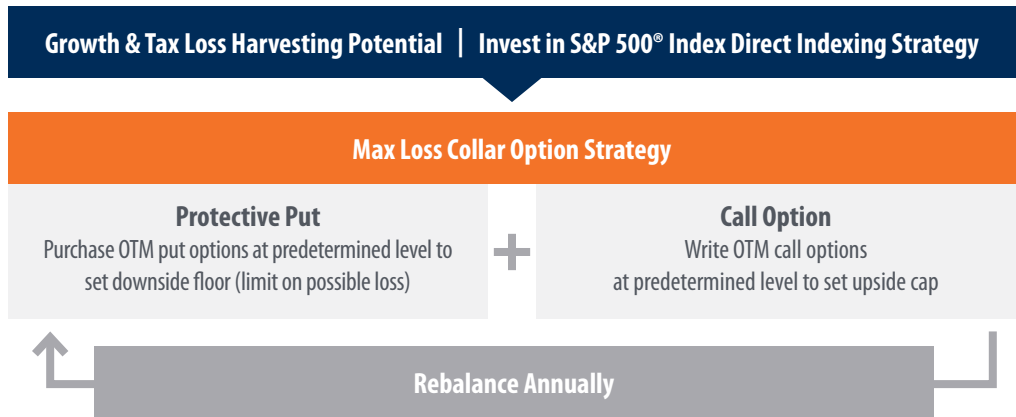 Growth & Tax Loss Harvesting Potential | Invest in S&P 500® Index Direct Indexing Strategy
Max Loss Collar Option Strategy
Protective Put
Purchase OTM put options at predetermined level to
set downside floor (limit on possible loss)
+
Call Option
Write OTM call options
at predetermined level to set upside cap
Rebalance Annually